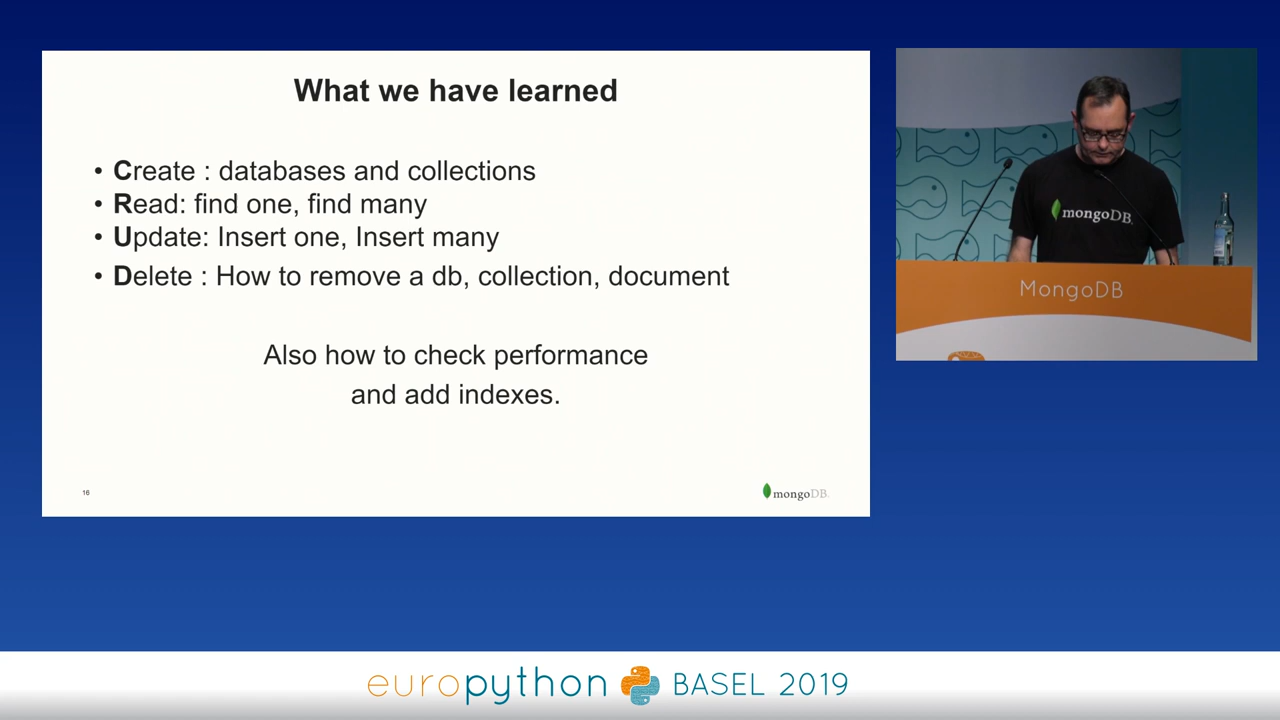 What we have learned
• Create : databases and collections
• Read: find one, find many
• Update: Insert one, Insert many
• Delete : How to remove a db, collection, document
Also how to check performance
and add indexes.
16
mongoDB.
mongoDB.
MongoDB
europython BASEL 2019